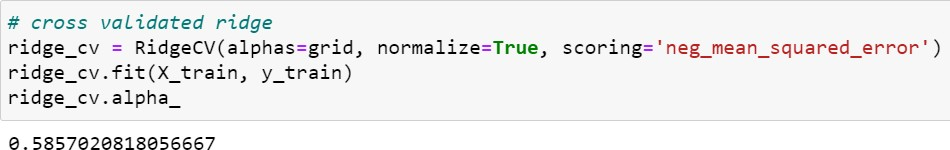 # cross validated ridge
ridge_cv = RidgeCV(alphas=grid, normalize=True, scoring='neg_mean_squared_error')
ridge_cv.fit(X_train, y_train)
ridge_cv.alpha_
0.5857020818056667